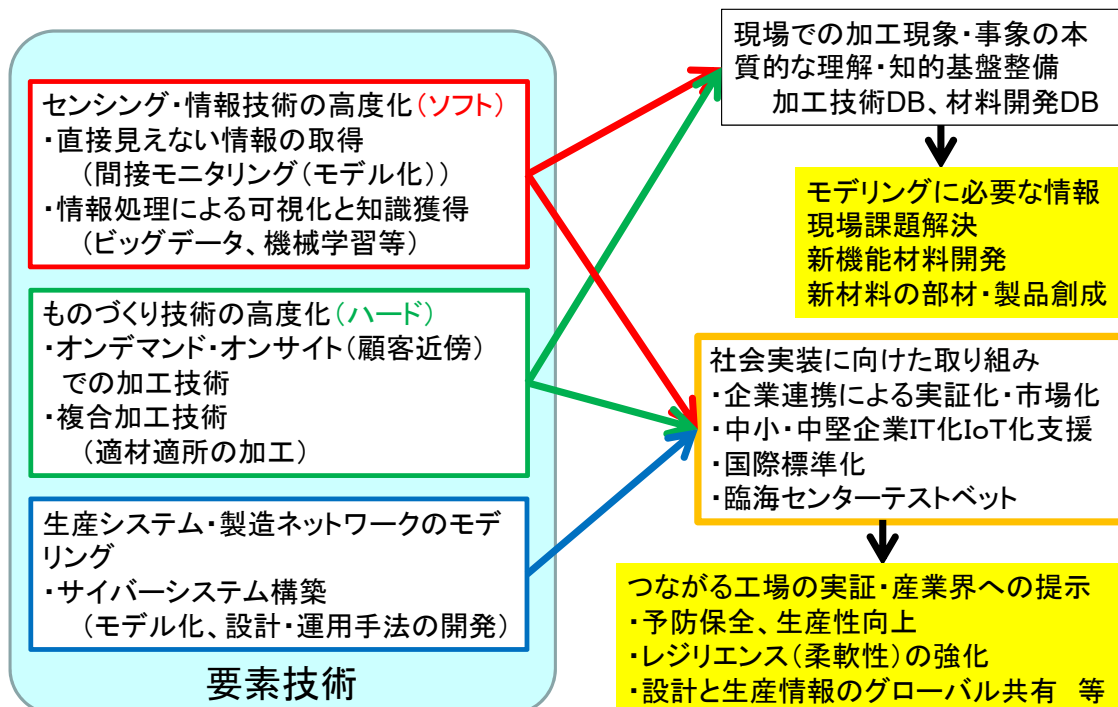 センシング・情報技術の高度化(ソフト)
・直接見えない情報の取得
(間接モニタリング(モデル化))
・情報処理による可視化と知識獲得
(ビッグデータ、機械学習等)
ものづくり技術の高度化(ハード)
・オンデマンド・オンサイト(顧客近傍)
での加工技術
・複合加工技術
(適材適所の加工)
生産システム・製造ネットワークのモデ
リング
・サイバーシステム構築
(モデル化、設計・運用手法の開発)
要素技術
現場での加工現象・事象の本
質的な理解・知的基盤整備
加工技術DB、材料開発DB
モデリングに必要な情報
現場課題解決
新機能材料開発
新材料の部材・製品創成
社会実装に向けた取り組み
・企業連携による実証化・市場化
・中小・中堅企業IT化IoT化支援
・国際標準化
・臨海センターテストベット
つながる工場の実証・産業界への提示
・予防保全、生産性向上
・レジリエンス(柔軟性)の強化
・設計と生産情報のグローバル共有 等